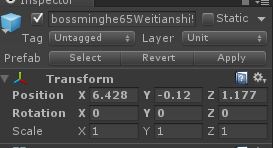 Inspector
bossminghe65Weitianshi! Static
Tag Untagged Layer Unit
Prefab Select Revert Apply
Transform
Position X 6.428 Y -0.12 Z 1.177
Rotation X 0 Y 0 Z 0
Scale X 1 Y 1 Z 1